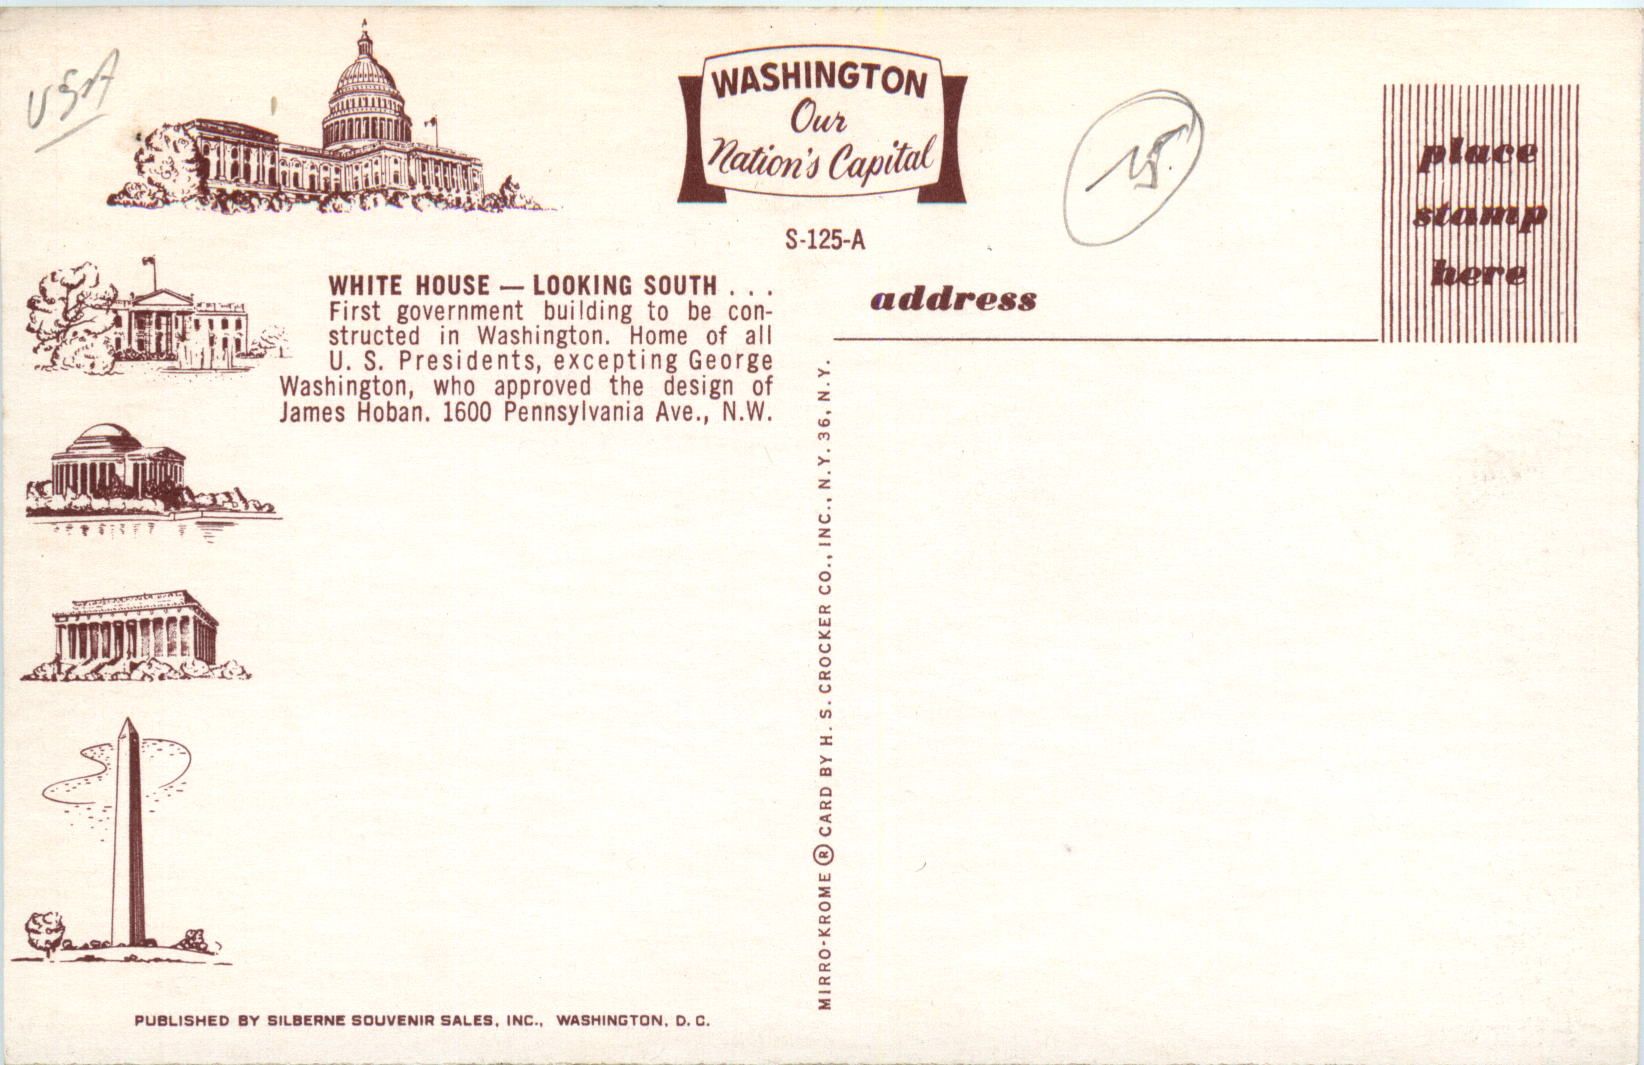 USA
WASHINGTON
Our
Nation's Capital
S-125-A
place
stamp
here
WHITE HOUSE — LOOKING SOUTH . . .
First government building to be con-
structed in Washington. Home of all
U. S. Presidents, excepting George
Washington, who approved the design of
James Hoban. 1600 Pennsylvania Ave., N.W.
address
MIRRO-KROME ® CARD BY H. S. CROCKER CO., INC., N.Y. 36, N.Y.
PUBLISHED BY SILBERNE SOUVENIR SALES, INC., WASHINGTON, D. C.